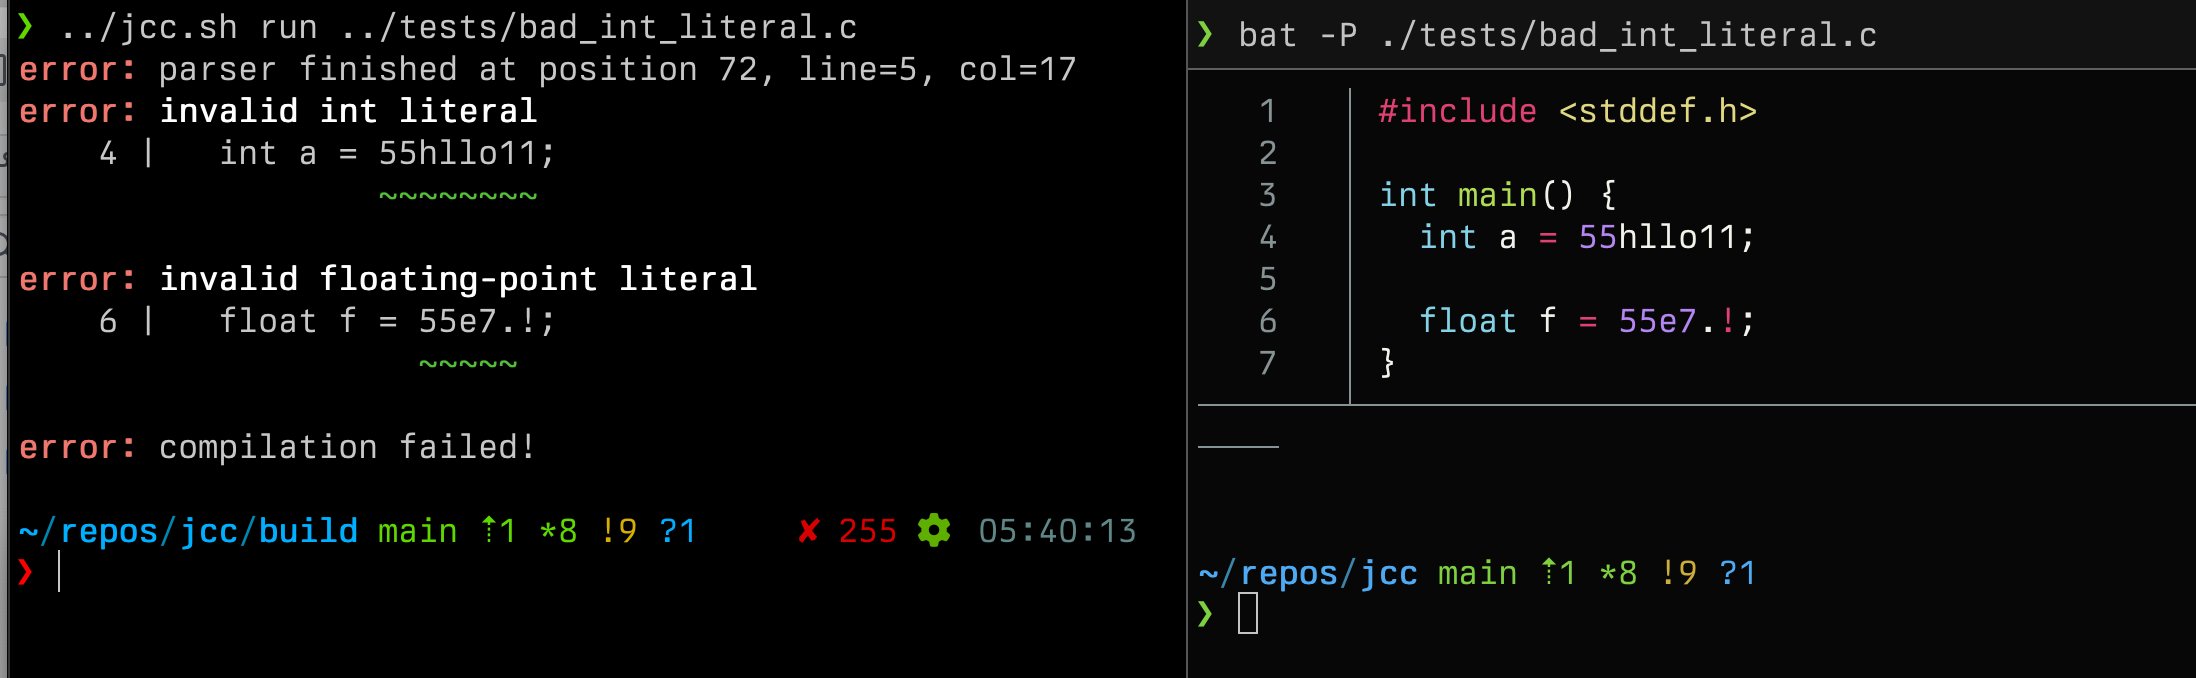 ❯ ../jcc.sh run ../tests/bad_int_literal.c
error: parser finished at position 72, line=5, col=17
error: invalid int literal
    4 |   int a = 55hllo11;
                  ~~~~~~~~
error: invalid floating-point literal
    6 |   float f = 55e7.!;
                    ~~~~~
error: compilation failed!
~/repos/jcc/build main ⇡1 *8 !9 ?1     ✘ 255 ⚙ 05:40:13
❯
❯ bat -P ./tests/bad_int_literal.c
1 #include <stddef.h>
2
3 int main() {
4   int a = 55hllo11;
5
6   float f = 55e7.!;
7 }
~/repos/jcc main ⇡1 *8 !9 ?1
❯